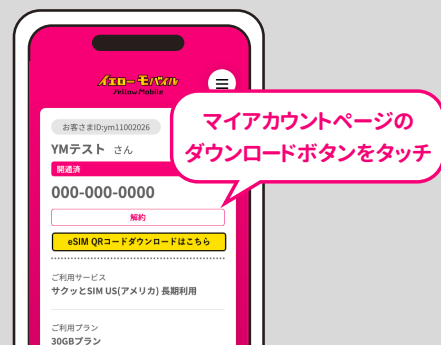 イエローモバイル
Yellow Mobile
マイアカウントページの
ダウンロードボタンをタッチ
お客さまID:ym11002026
YMテスト さん
開通済
000-000-0000
解約
eSIM QRコードダウンロードはこちら
ご利用サービス
サクッとSIM US(アメリカ) 長期利用
ご利用プラン
30GBプラン